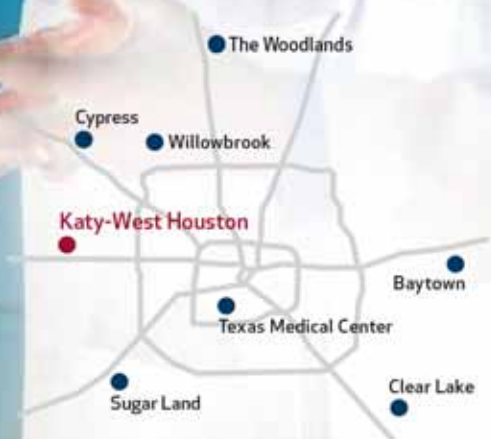 The Woodlands
Cypress
Willowbrook
Katy-West Houston
Baytown
Texas Medical Center
Clear Lake
Sugar Land